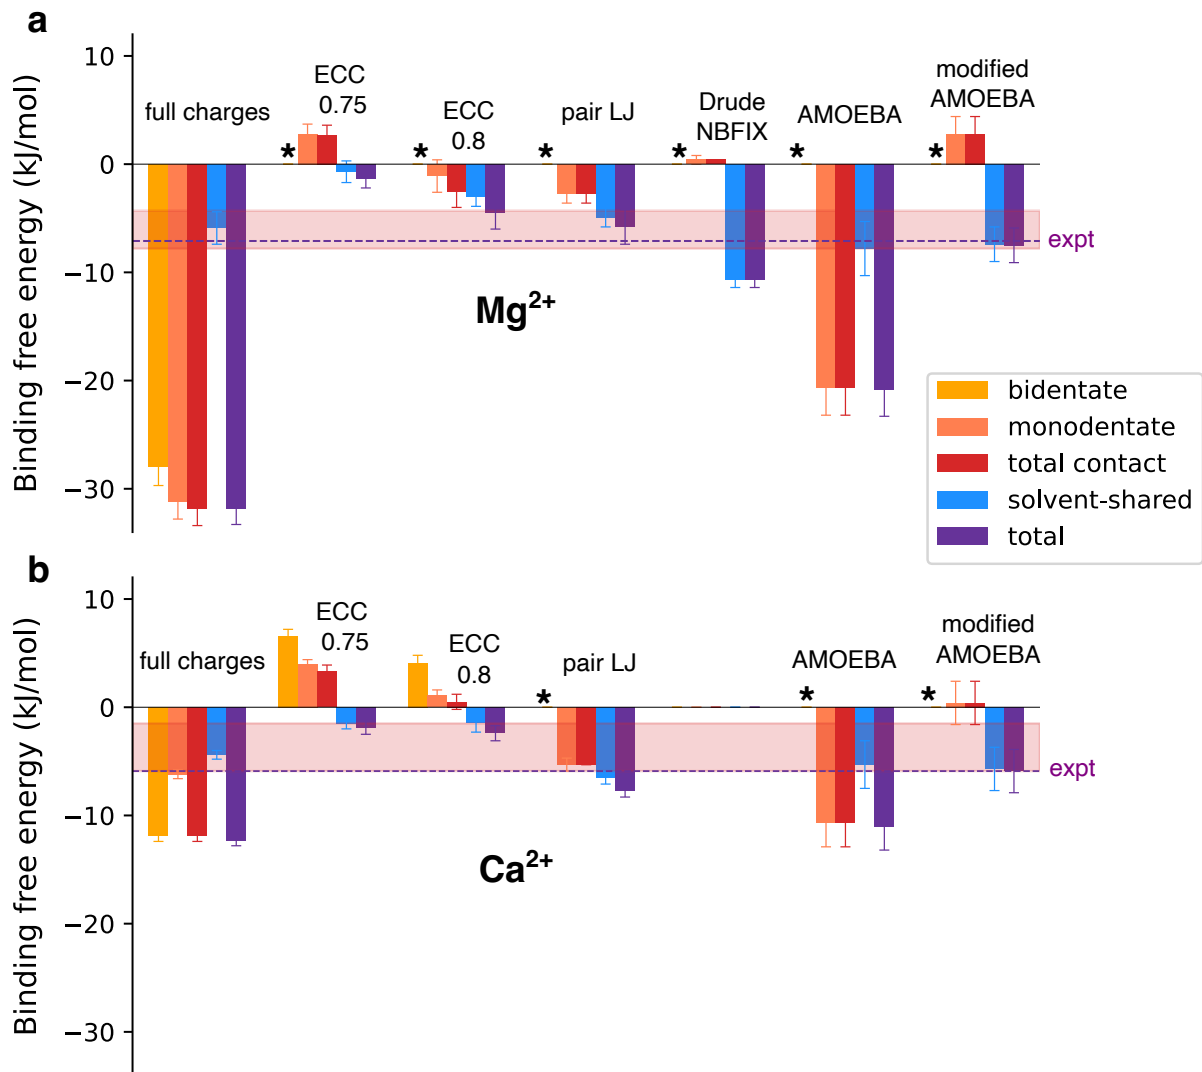 a
Binding free energy (kJ/mol)
10
0
−10
−20
−30
full charges
ECC
0.75
ECC
0.8
pair LJ
Drude
NBFIX
AMOEBA
modified
AMOEBA
*
*
*
*
*
*
expt
Mg²⁺
bidentate
monodentate
total contact
solvent-shared
total
b
Binding free energy (kJ/mol)
10
0
−10
−20
−30
full charges
ECC
0.75
ECC
0.8
pair LJ
AMOEBA
modified
AMOEBA
*
*
*
expt
Ca²⁺